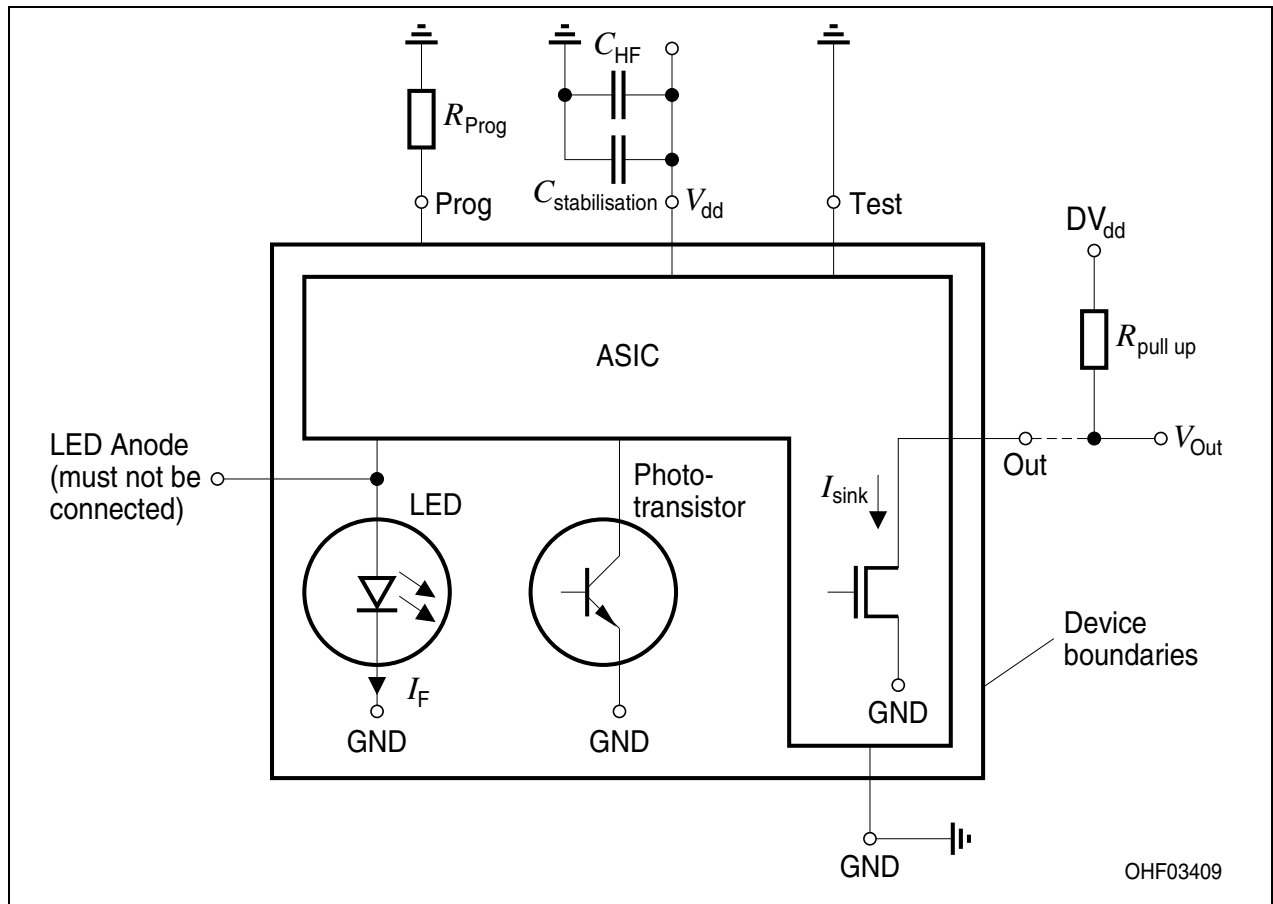 C_HF
R_Prog
Prog
C_stabilisation
V_dd
Test
DV_dd
R_pull up
ASIC
LED Anode
(must not be
connected)
LED
Photo-
transistor
I_sink
Out
V_Out
I_F
GND
GND
GND
Device
boundaries
GND
OHF03409